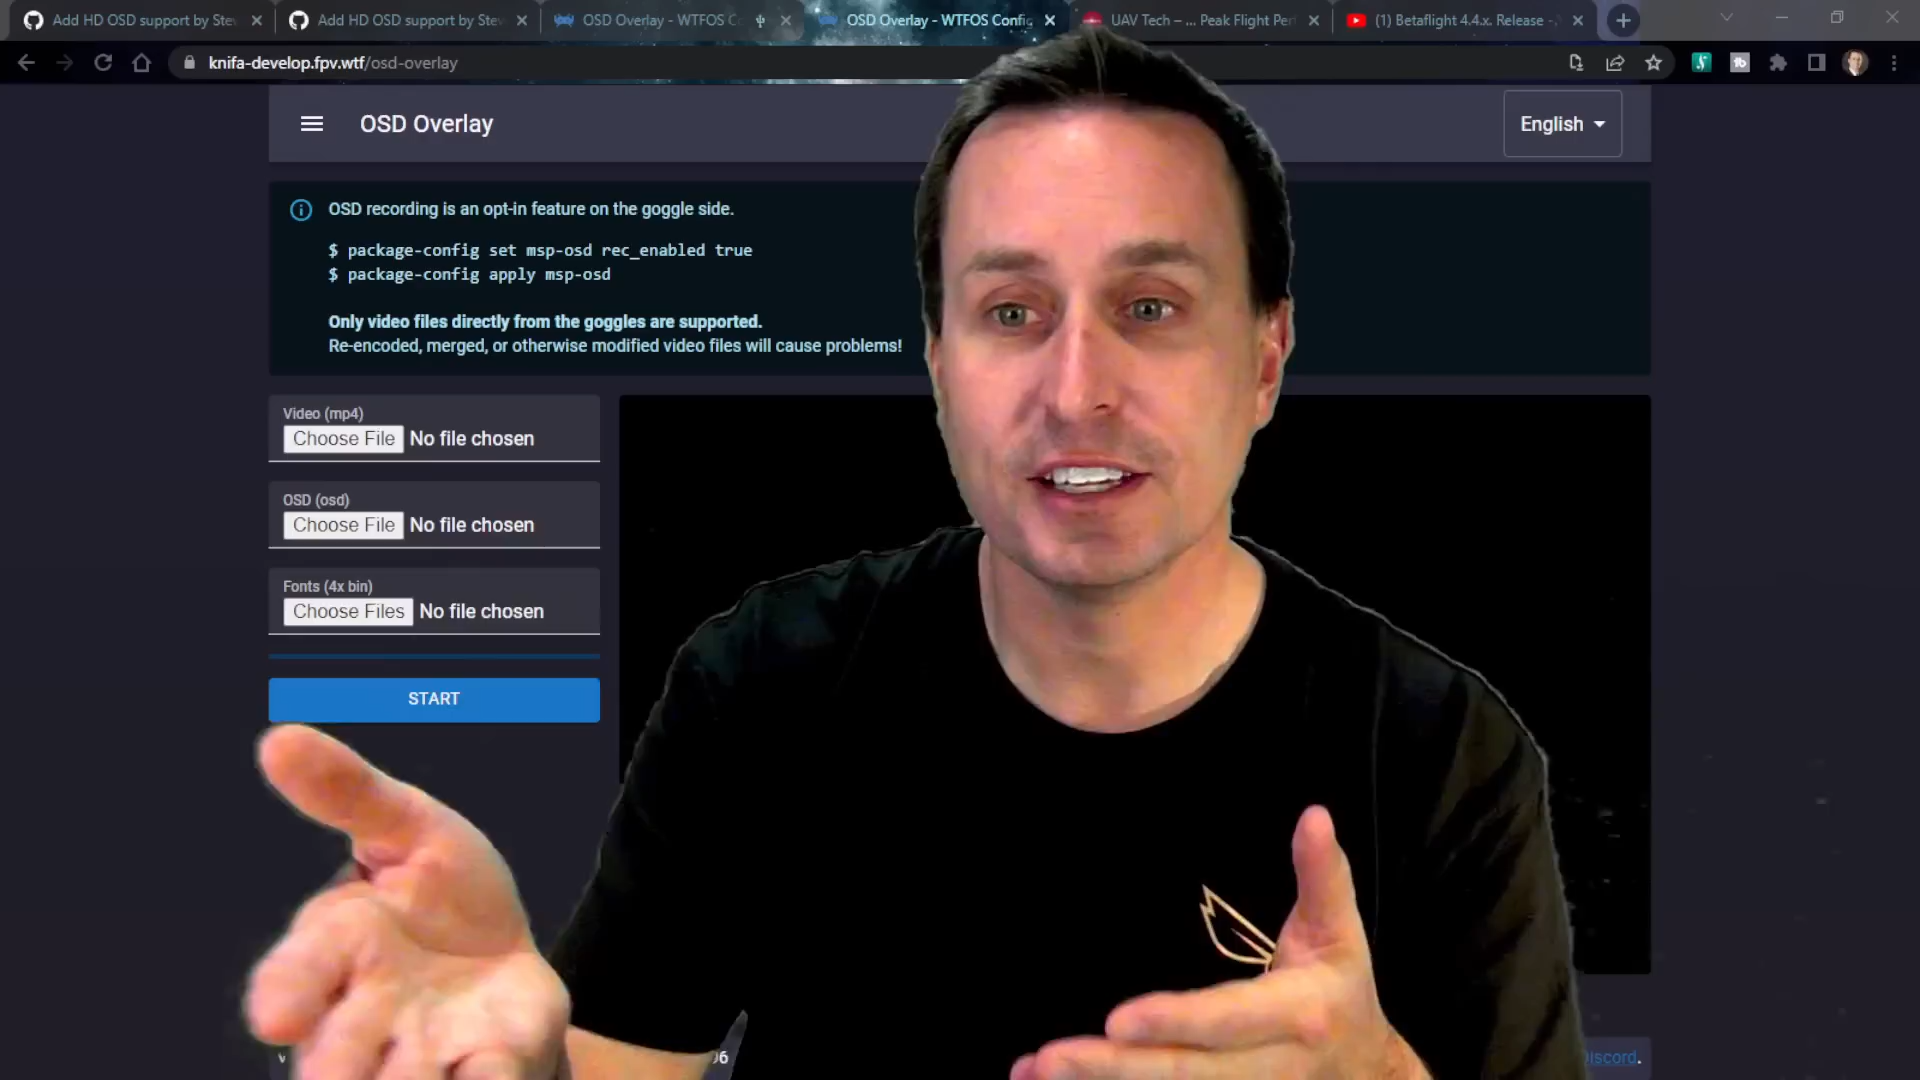 Add HD OSD support by Stev
Add HD OSD support by Stev
OSD Overlay - WTFOS Co
OSD Overlay - WTFOS Config
UAV Tech – ... Peak Flight Per
(1) Betaflight 4.4.x. Release -
knifa-develop.fpv.wtf/osd-overlay
OSD Overlay
English
OSD recording is an opt-in feature on the goggle side.
$ package-config set msp-osd rec_enabled true
$ package-config apply msp-osd
Only video files directly from the goggles are supported.
Re-encoded, merged, or otherwise modified video files will cause problems!
Video (mp4)
Choose File No file chosen
OSD (osd)
Choose File No file chosen
Fonts (4x bin)
Choose Files No file chosen
START
Discord.